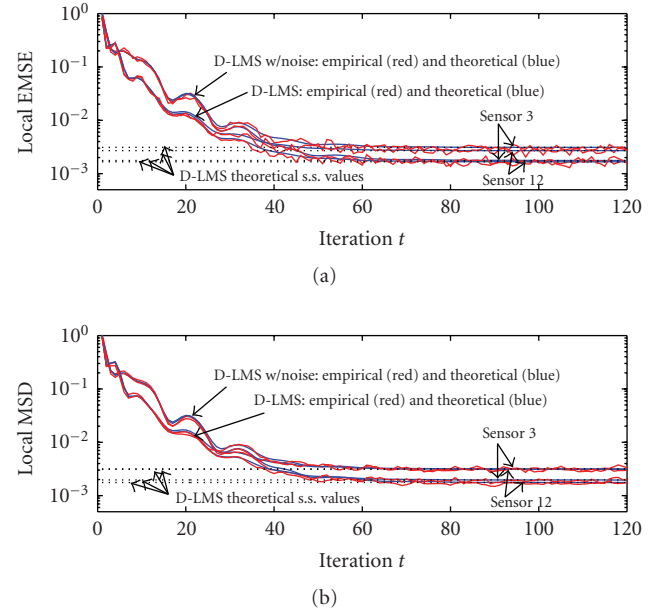 10^0
10^-1
10^-2
10^-3
Local EMSE
D-LMS w/noise: empirical (red) and theoretical (blue)
D-LMS: empirical (red) and theoretical (blue)
Sensor 3
D-LMS theoretical s.s. values
Sensor 12
0 20 40 60 80 100 120
Iteration t
(a)
10^0
10^-1
10^-2
10^-3
Local MSD
D-LMS w/noise: empirical (red) and theoretical (blue)
D-LMS: empirical (red) and theoretical (blue)
Sensor 3
D-LMS theoretical s.s. values
Sensor 12
0 20 40 60 80 100 120
Iteration t
(b)